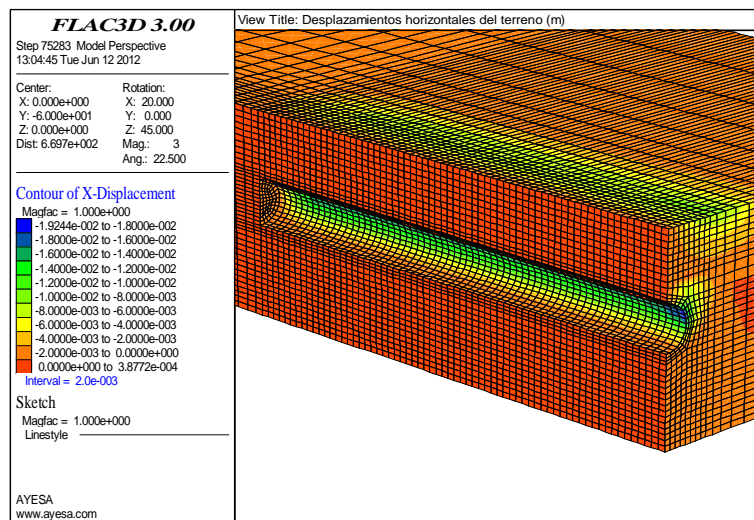 FLAC3D 3.00
Step 75283 Model Perspective
13:04:45 Tue Jun 12 2012
Center:
X: 0.000e+000
Y: -6.000e+001
Z: 0.000e+000
Dist: 6.697e+002
Rotation:
X: 20.000
Y: 0.000
Z: 45.000
Mag.: 3
Ang.: 22.500
Contour of X-Displacement
Magfac = 1.000e+000
-1.9244e-002 to -1.8000e-002
-1.8000e-002 to -1.6000e-002
-1.6000e-002 to -1.4000e-002
-1.4000e-002 to -1.2000e-002
-1.2000e-002 to -1.0000e-002
-1.0000e-002 to -8.0000e-003
-8.0000e-003 to -6.0000e-003
-6.0000e-003 to -4.0000e-003
-4.0000e-003 to -2.0000e-003
-2.0000e-003 to 0.0000e+000
0.0000e+000 to 3.8772e-004
Interval = 2.0e-003
Sketch
Magfac = 1.000e+000
Linestyle
AYESA
www.ayesa.com
View Title: Desplazamientos horizontales del terreno (m)